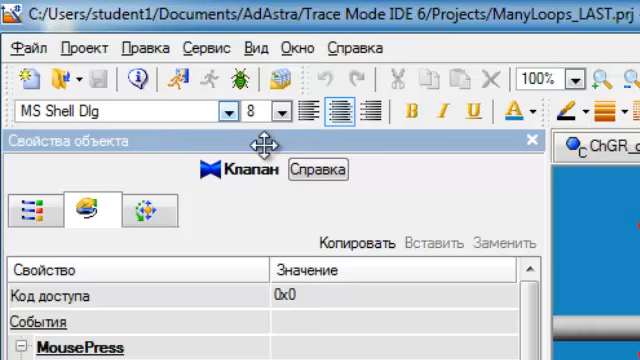 C:/Users/student1/Documents/AdAstra/Trace Mode IDE 6/Projects/ManyLoops_LAST.prj
Файл Проект Правка Сервис Вид Окно Справка
100%
MS Shell Dlg 8 B I U A
Свойства объекта
Клапан Справка
ChGR_
Копировать Вставить Заменить
Свойство Значение
Код доступа 0x0
События
MousePress